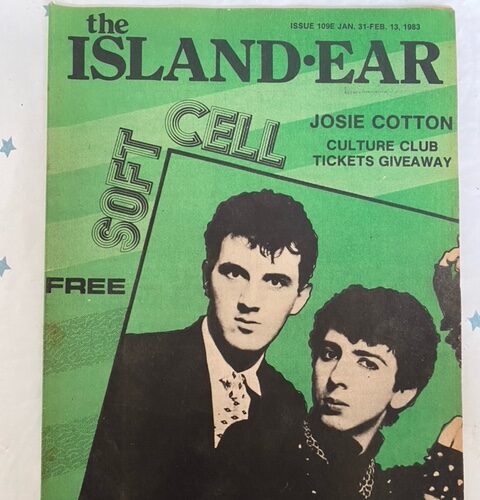 the
ISSUE 109E JAN. 31-FEB. 13, 1983
ISLAND·EAR
SOFT CELL
JOSIE COTTON
CULTURE CLUB
TICKETS GIVEAWAY
FREE